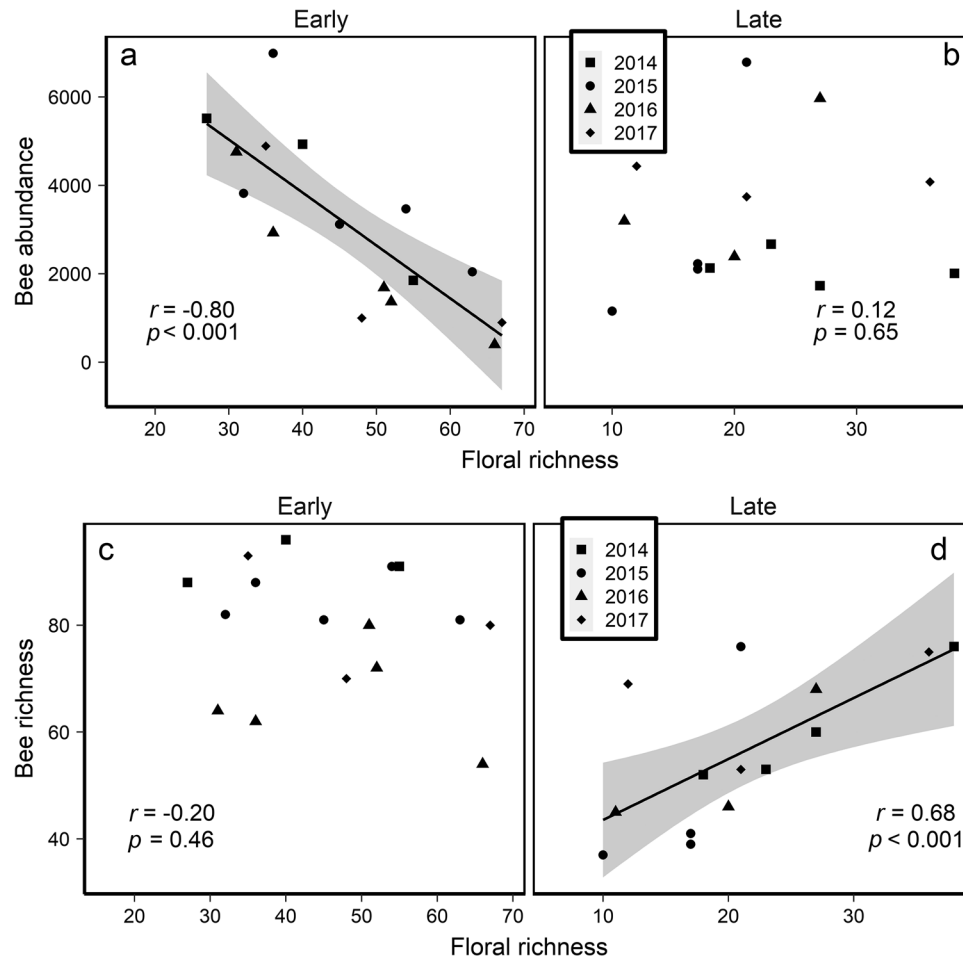 Early
Late
a
b
2014
2015
2016
2017
Bee abundance
6000
4000
2000
0
r = -0.80
p < 0.001
r = 0.12
p = 0.65
20
30
40
50
60
70
10
20
30
Floral richness
Early
Late
c
d
2014
2015
2016
2017
Bee richness
80
60
40
r = -0.20
p = 0.46
r = 0.68
p < 0.001
20
30
40
50
60
70
10
20
30
Floral richness